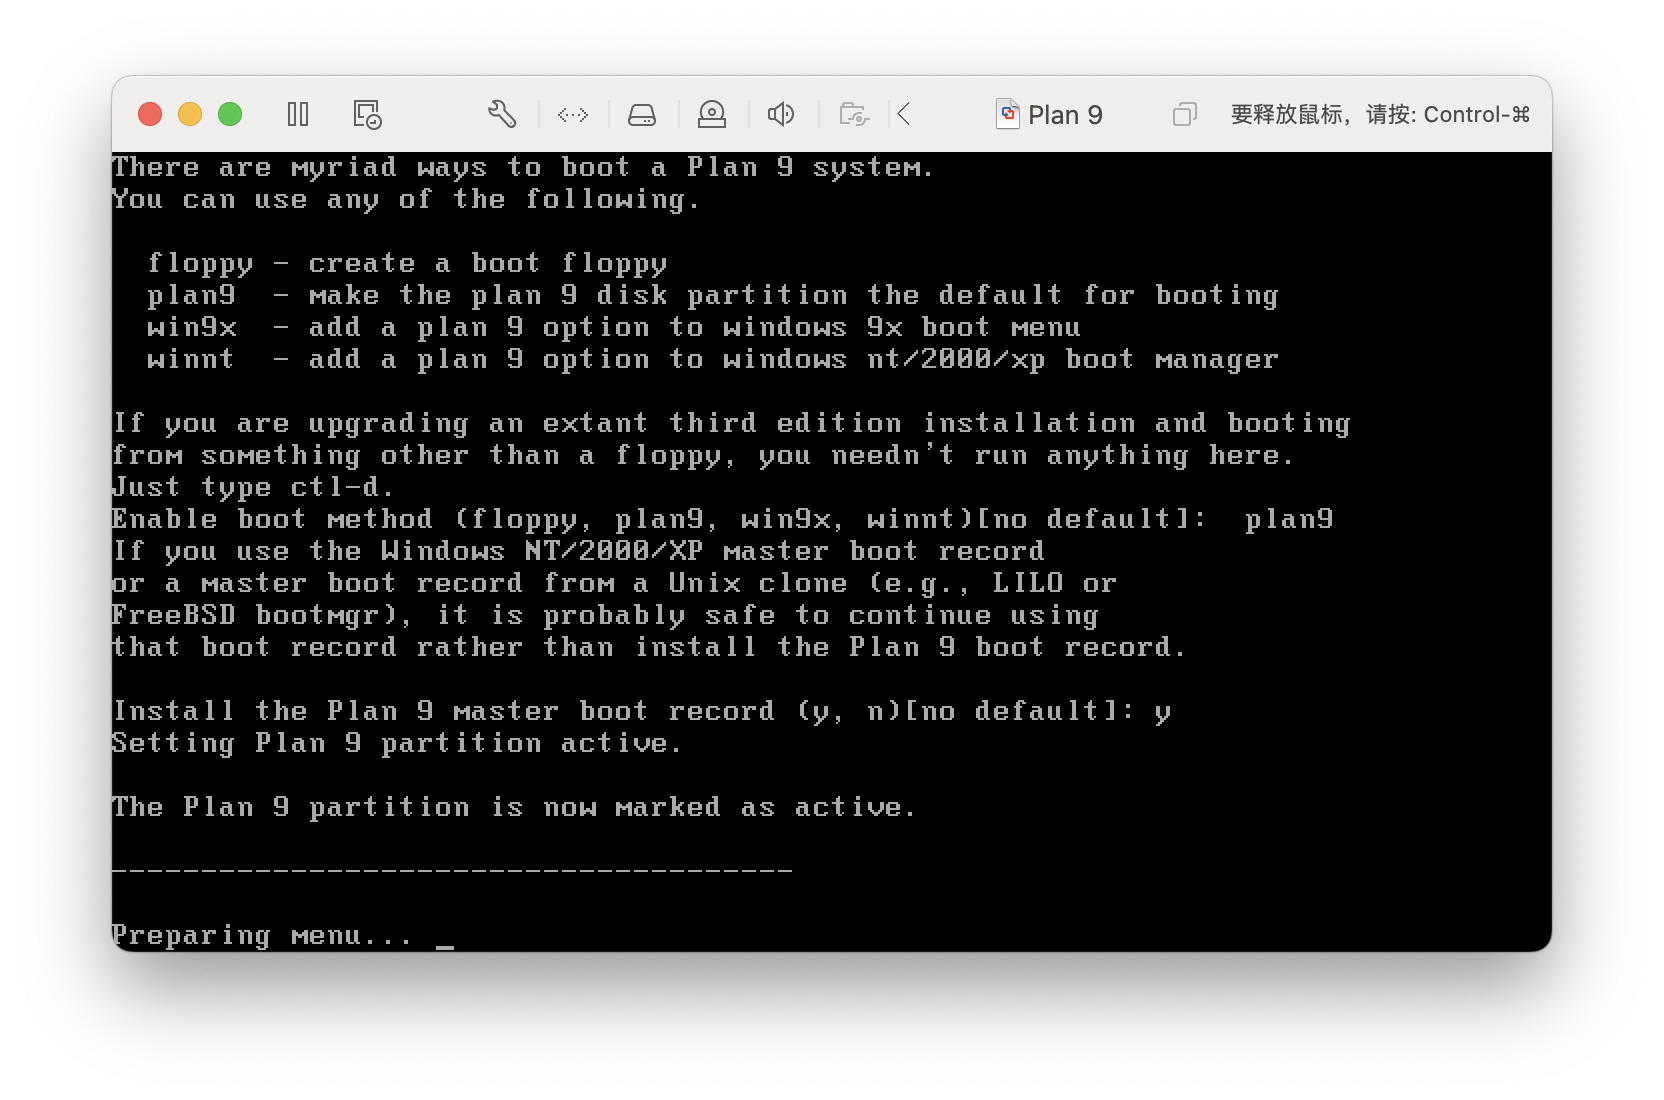 Plan 9
要释放鼠标，请按: Control-⌘
There are myriad ways to boot a Plan 9 system.
You can use any of the following.
floppy - create a boot floppy
plan9  - make the plan 9 disk partition the default for booting
win9x  - add a plan 9 option to windows 9x boot menu
winnt  - add a plan 9 option to windows nt/2000/xp boot manager
If you are upgrading an extant third edition installation and booting
from something other than a floppy, you needn't run anything here.
Just type ctl-d.
Enable boot method (floppy, plan9, win9x, winnt)[no default]:  plan9
If you use the Windows NT/2000/XP master boot record
or a master boot record from a Unix clone (e.g., LILO or
FreeBSD bootmgr), it is probably safe to continue using
that boot record rather than install the Plan 9 boot record.
Install the Plan 9 master boot record (y, n)[no default]: y
Setting Plan 9 partition active.
The Plan 9 partition is now marked as active.
--------------------------------------
Preparing menu... _